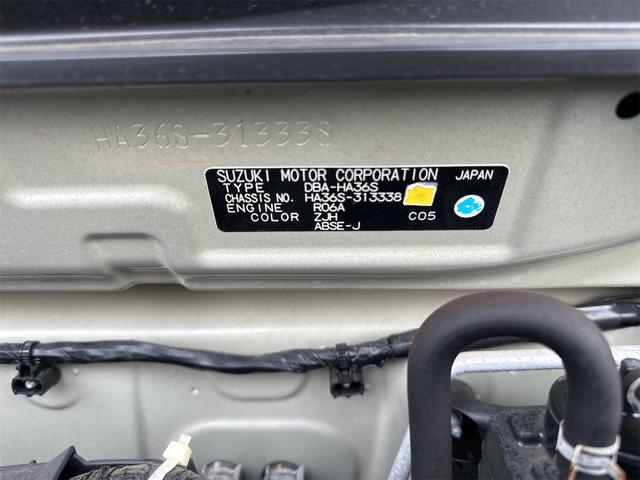 HA36S-313338
SUZUKI MOTOR CORPORATION JAPAN
TYPE DBA-HA36S
CHASSIS NO. HA36S-313338
ENGINE R06A
COLOR ZJH C05
ABSE-J